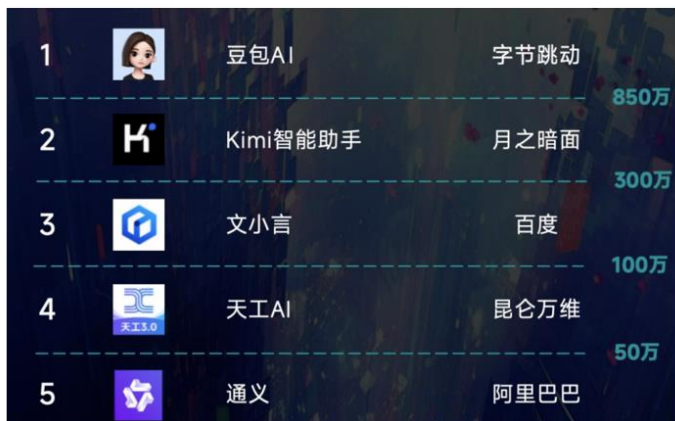 1 豆包AI 字节跳动
850万
2 Kimi智能助手 月之暗面
300万
3 文小言 百度
100万
4 天工3.0 天工AI 昆仑万维
50万
5 通义 阿里巴巴